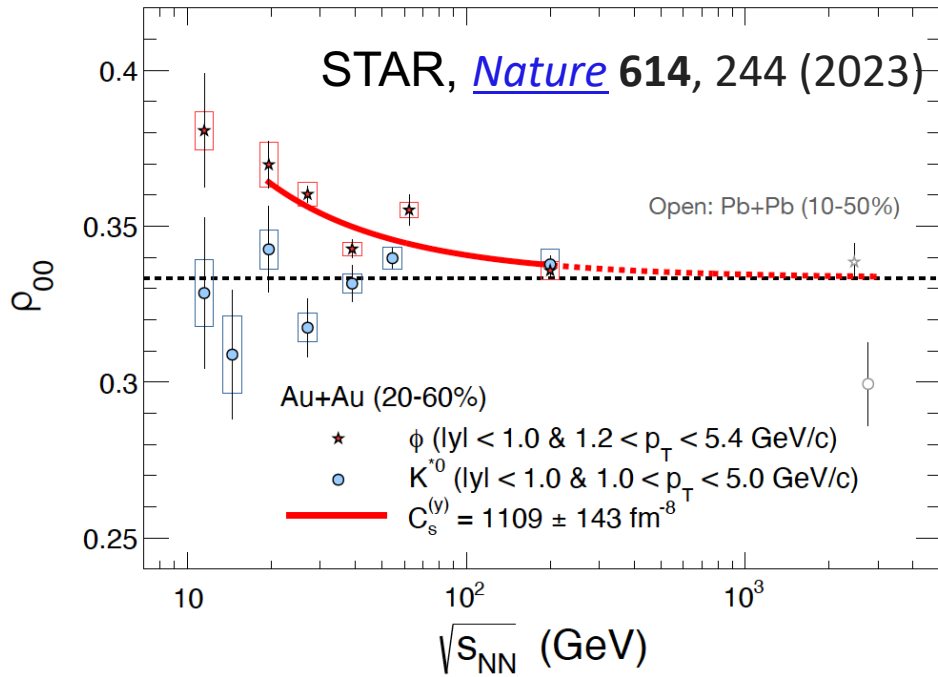 STAR, Nature 614, 244 (2023)
0.4
0.35
0.3
0.25
ρ00
Open: Pb+Pb (10-50%)
Au+Au (20-60%)
ϕ (|y| < 1.0 & 1.2 < pT < 5.4 GeV/c)
K*0 (|y| < 1.0 & 1.0 < pT < 5.0 GeV/c)
Cs(y) = 1109 ± 143 fm-8
10
10²
10³
√sNN (GeV)